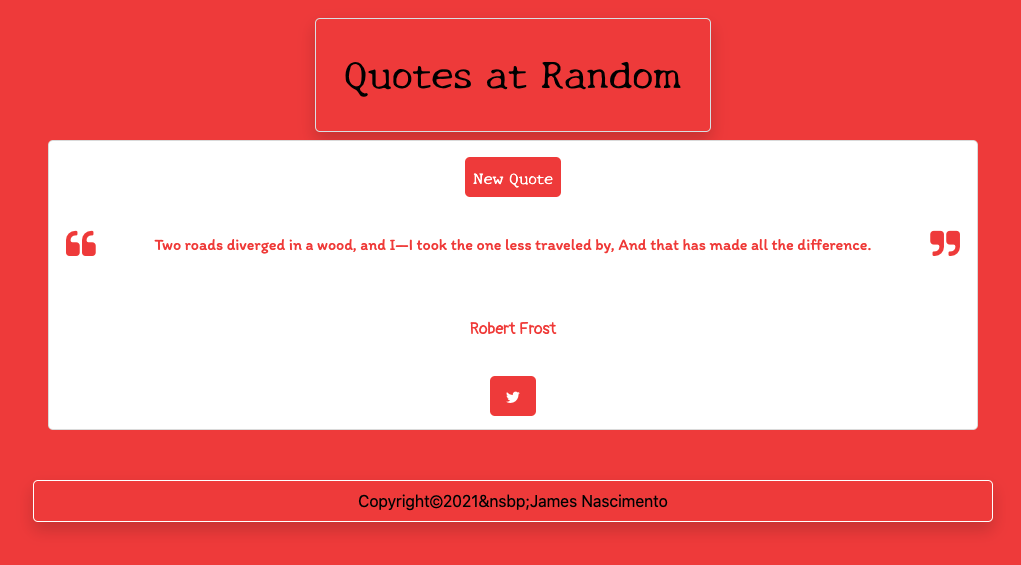 Quotes at Random
New Quote
Two roads diverged in a wood, and I—I took the one less traveled by, And that has made all the difference.
Robert Frost
Copyright©2021&nsbp;James Nascimento